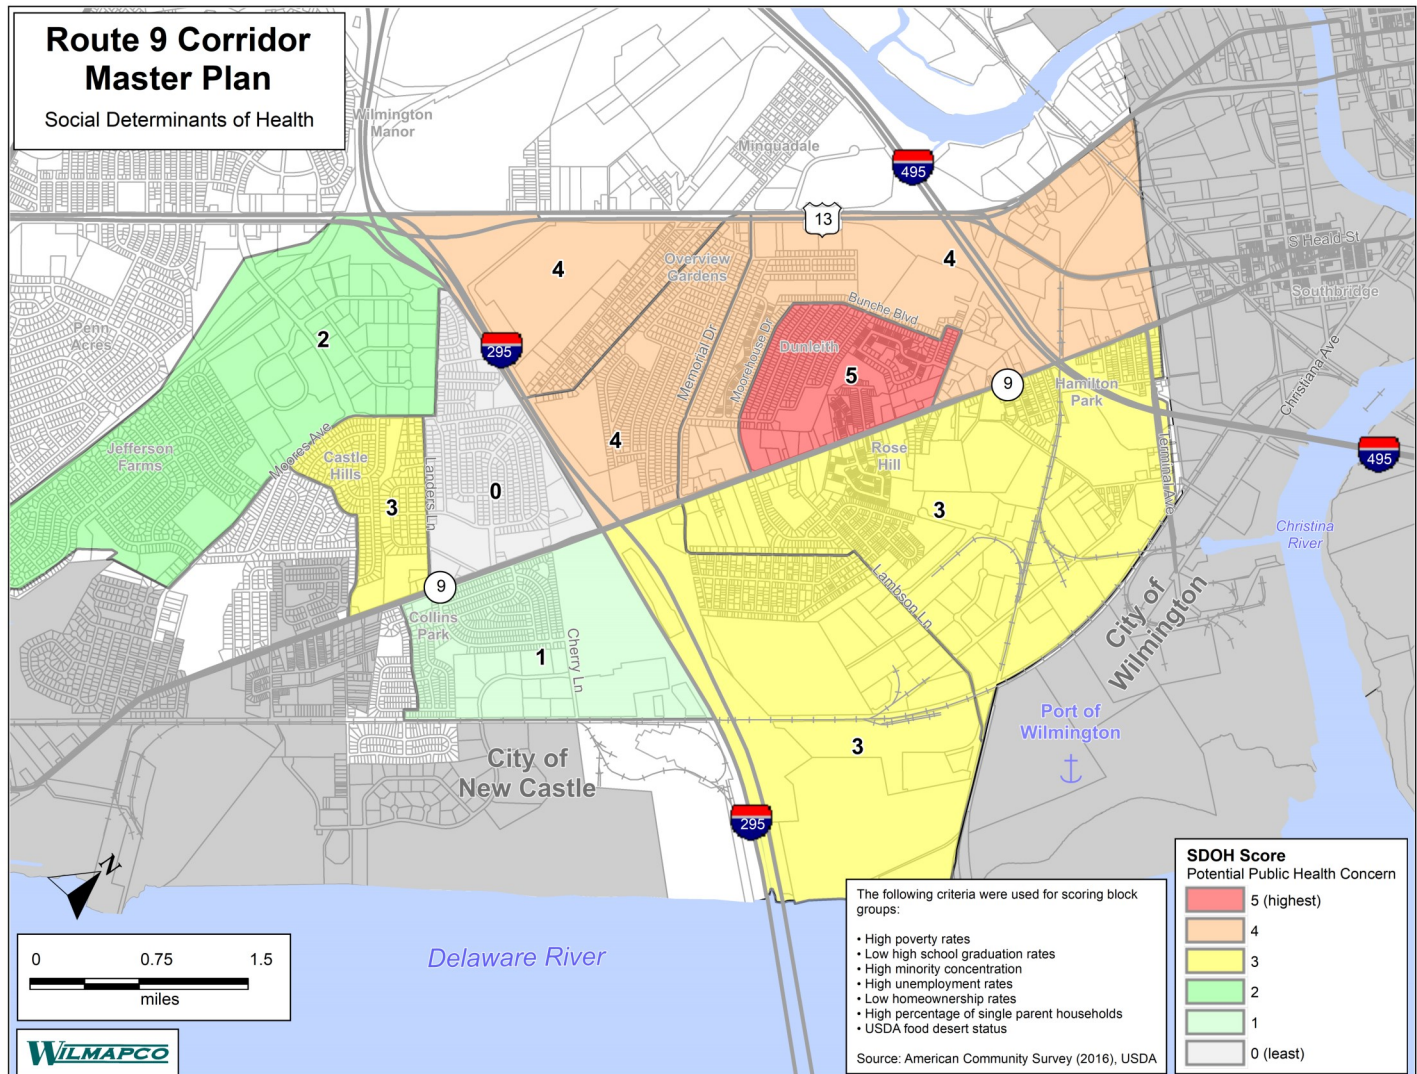 Route 9 Corridor
Master Plan
Social Determinants of Health
Wilmington
Manor
Minquadale
495
13
S Heald St
Southbridge
Overview
Gardens
4
4
2
Penn
Acres
295
Bunche Blvd
Memorial Dr
Moorehouse Dr
Dunleith
5
9
Hamilton
Park
Christiana Ave
Jefferson
Farms
Moores Ave
Castle
Hills
Landers Ln
4
Rose
Hill
Terminal Ave
495
3
0
3
Christina
River
9
Collins
Park
Cherry Ln
1
Lambson Ln
City of
Wilmington
Port of
Wilmington
3
City of
New Castle
295
N
Delaware River
0 0.75 1.5
miles
WILMAPCO
The following criteria were used for scoring block
groups:
• High poverty rates
• Low high school graduation rates
• High minority concentration
• High unemployment rates
• Low homeownership rates
• High percentage of single parent households
• USDA food desert status
Source: American Community Survey (2016), USDA
SDOH Score
Potential Public Health Concern
5 (highest)
4
3
2
1
0 (least)